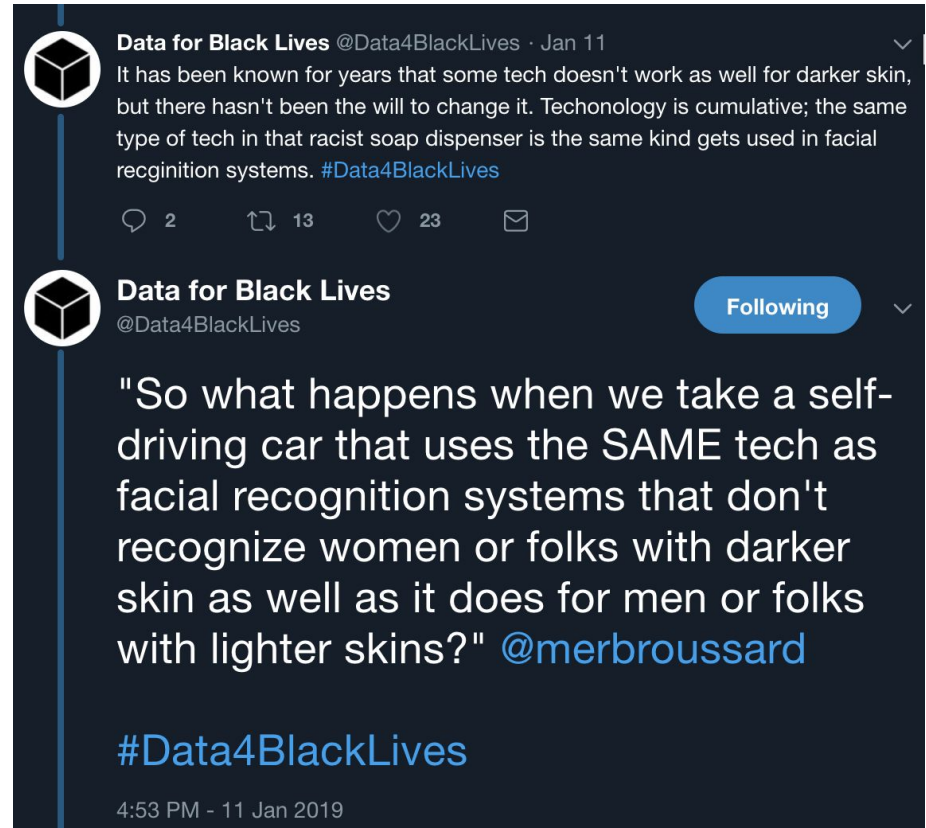 Data for Black Lives @Data4BlackLives · Jan 11
It has been known for years that some tech doesn't work as well for darker skin,
but there hasn't been the will to change it. Techonology is cumulative; the same
type of tech in that racist soap dispenser is the same kind gets used in facial
recginition systems. #Data4BlackLives
2 13 23
Data for Black Lives
@Data4BlackLives
Following
"So what happens when we take a self-
driving car that uses the SAME tech as
facial recognition systems that don't
recognize women or folks with darker
skin as well as it does for men or folks
with lighter skins?" @merbroussard
#Data4BlackLives
4:53 PM - 11 Jan 2019